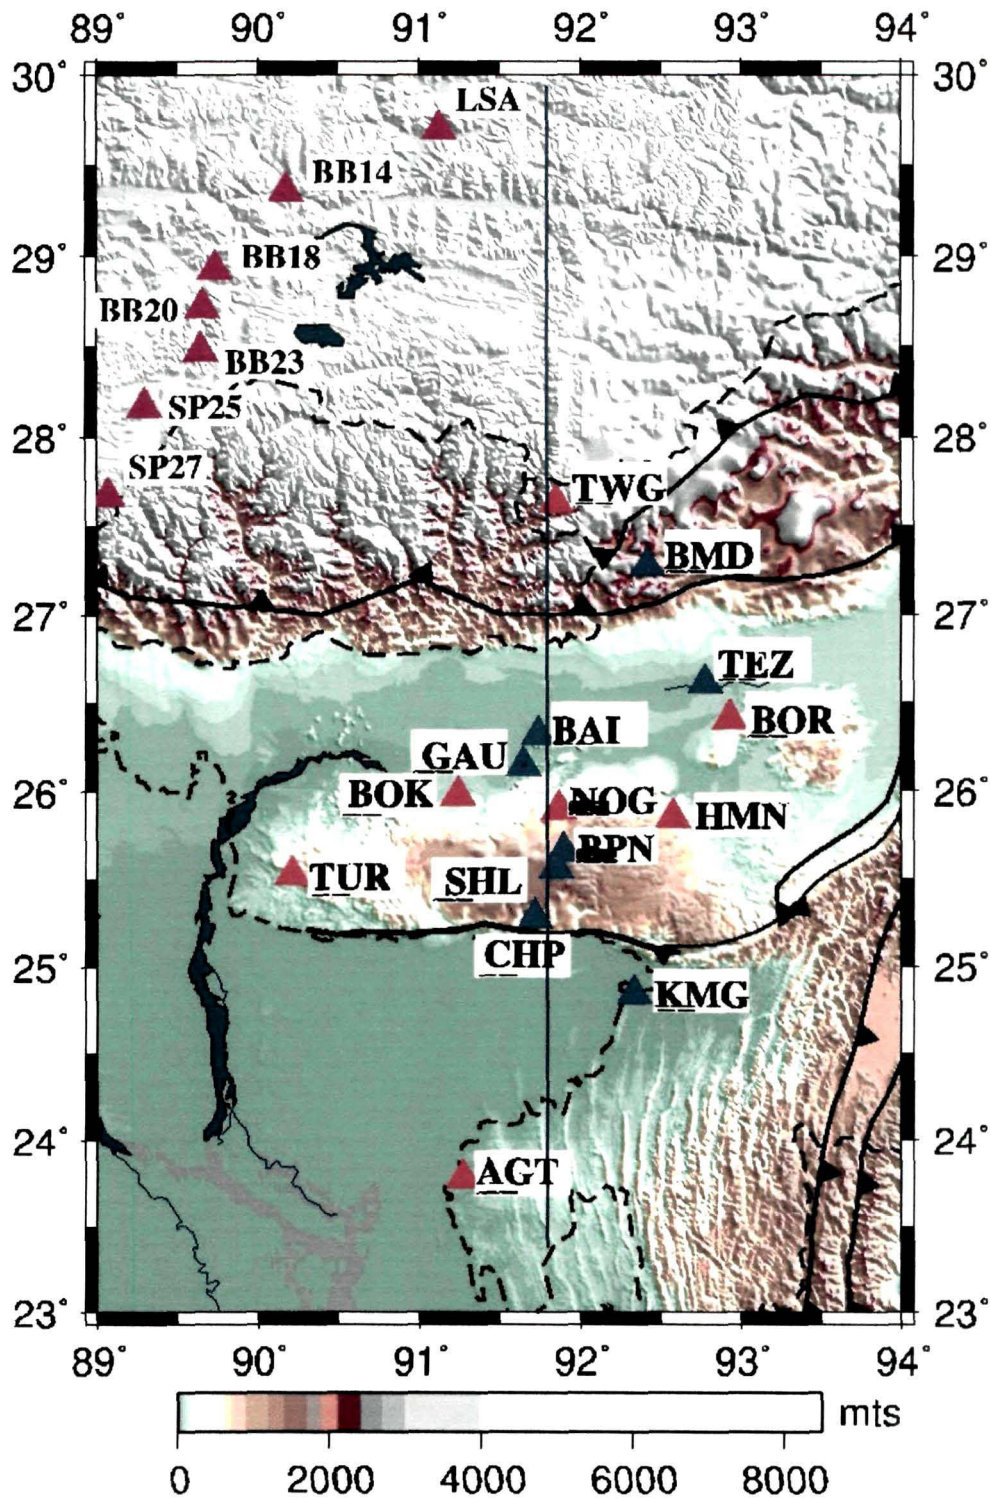 89° 90° 91° 92° 93° 94°
30° 30°
LSA
BB14
29° 29°
BB18
BB20
BB23
SP25
28° 28°
SP27
TWG
BMD
27° 27°
TEZ
BOR
BAI
GAU
26° 26°
BOK
NOG
HMN
BPN
TUR
SHL
CHP
25° 25°
KMG
24° 24°
AGT
23° 23°
89° 90° 91° 92° 93° 94°
mts
0 2000 4000 6000 8000